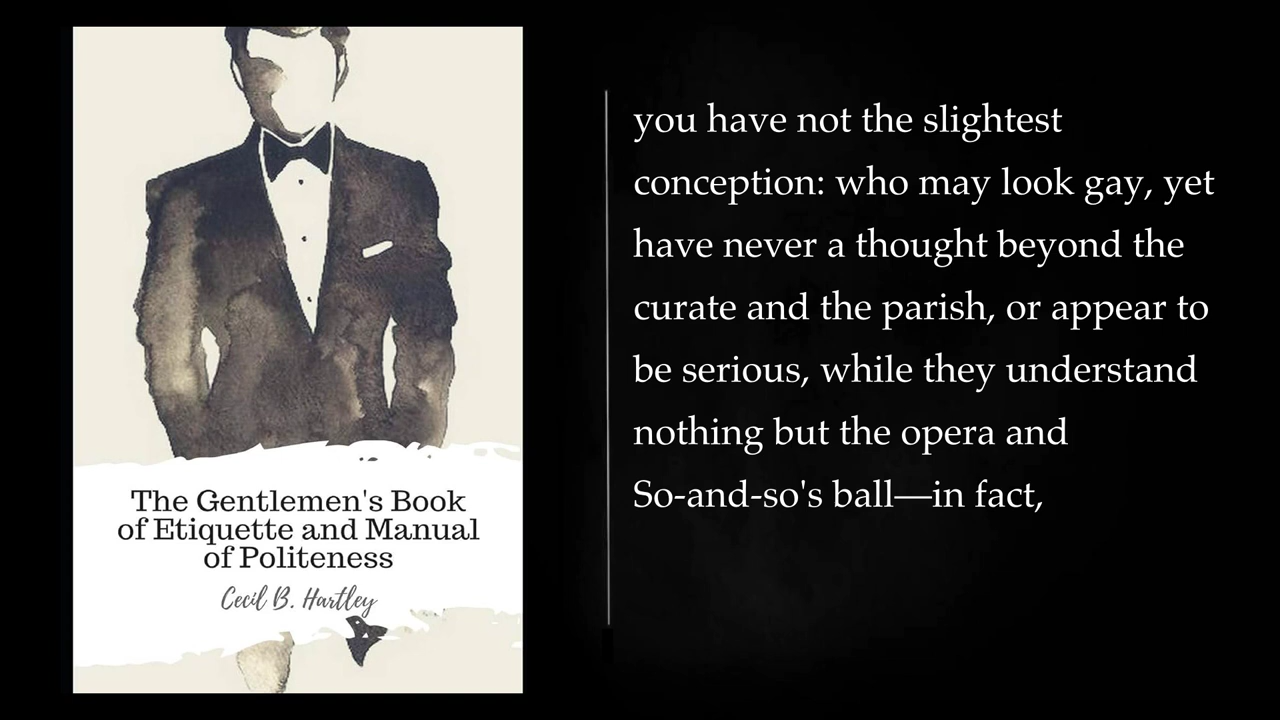 The Gentlemen's Book
of Etiquette and Manual
of Politeness
Cecil B. Hartley
you have not the slightest
conception: who may look gay, yet
have never a thought beyond the
curate and the parish, or appear to
be serious, while they understand
nothing but the opera and
So-and-so's ball—in fact,